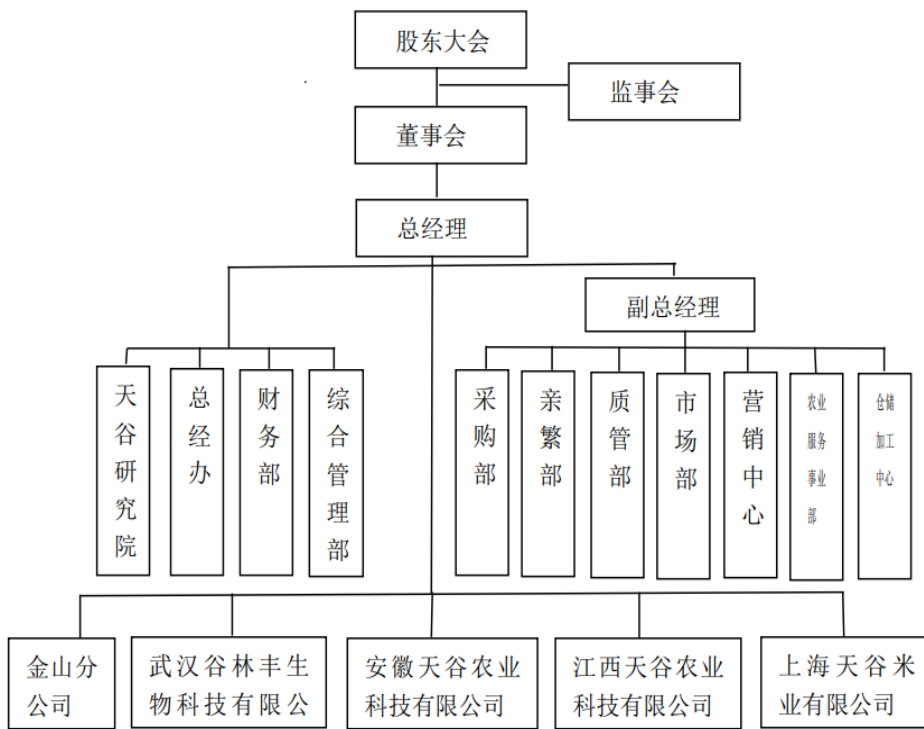 股东大会
监事会
董事会
总经理
副总经理
天谷研究院
总经办
财务部
综合管理部
采购部
亲繁部
质管部
市场部
营销中心
农业
服务
事业
部
仓储
加工
中心
金山分
公司
武汉谷林丰生
物科技有限公
安徽天谷农业
科技有限公司
江西天谷农业
科技有限公司
上海天谷米
业有限公司